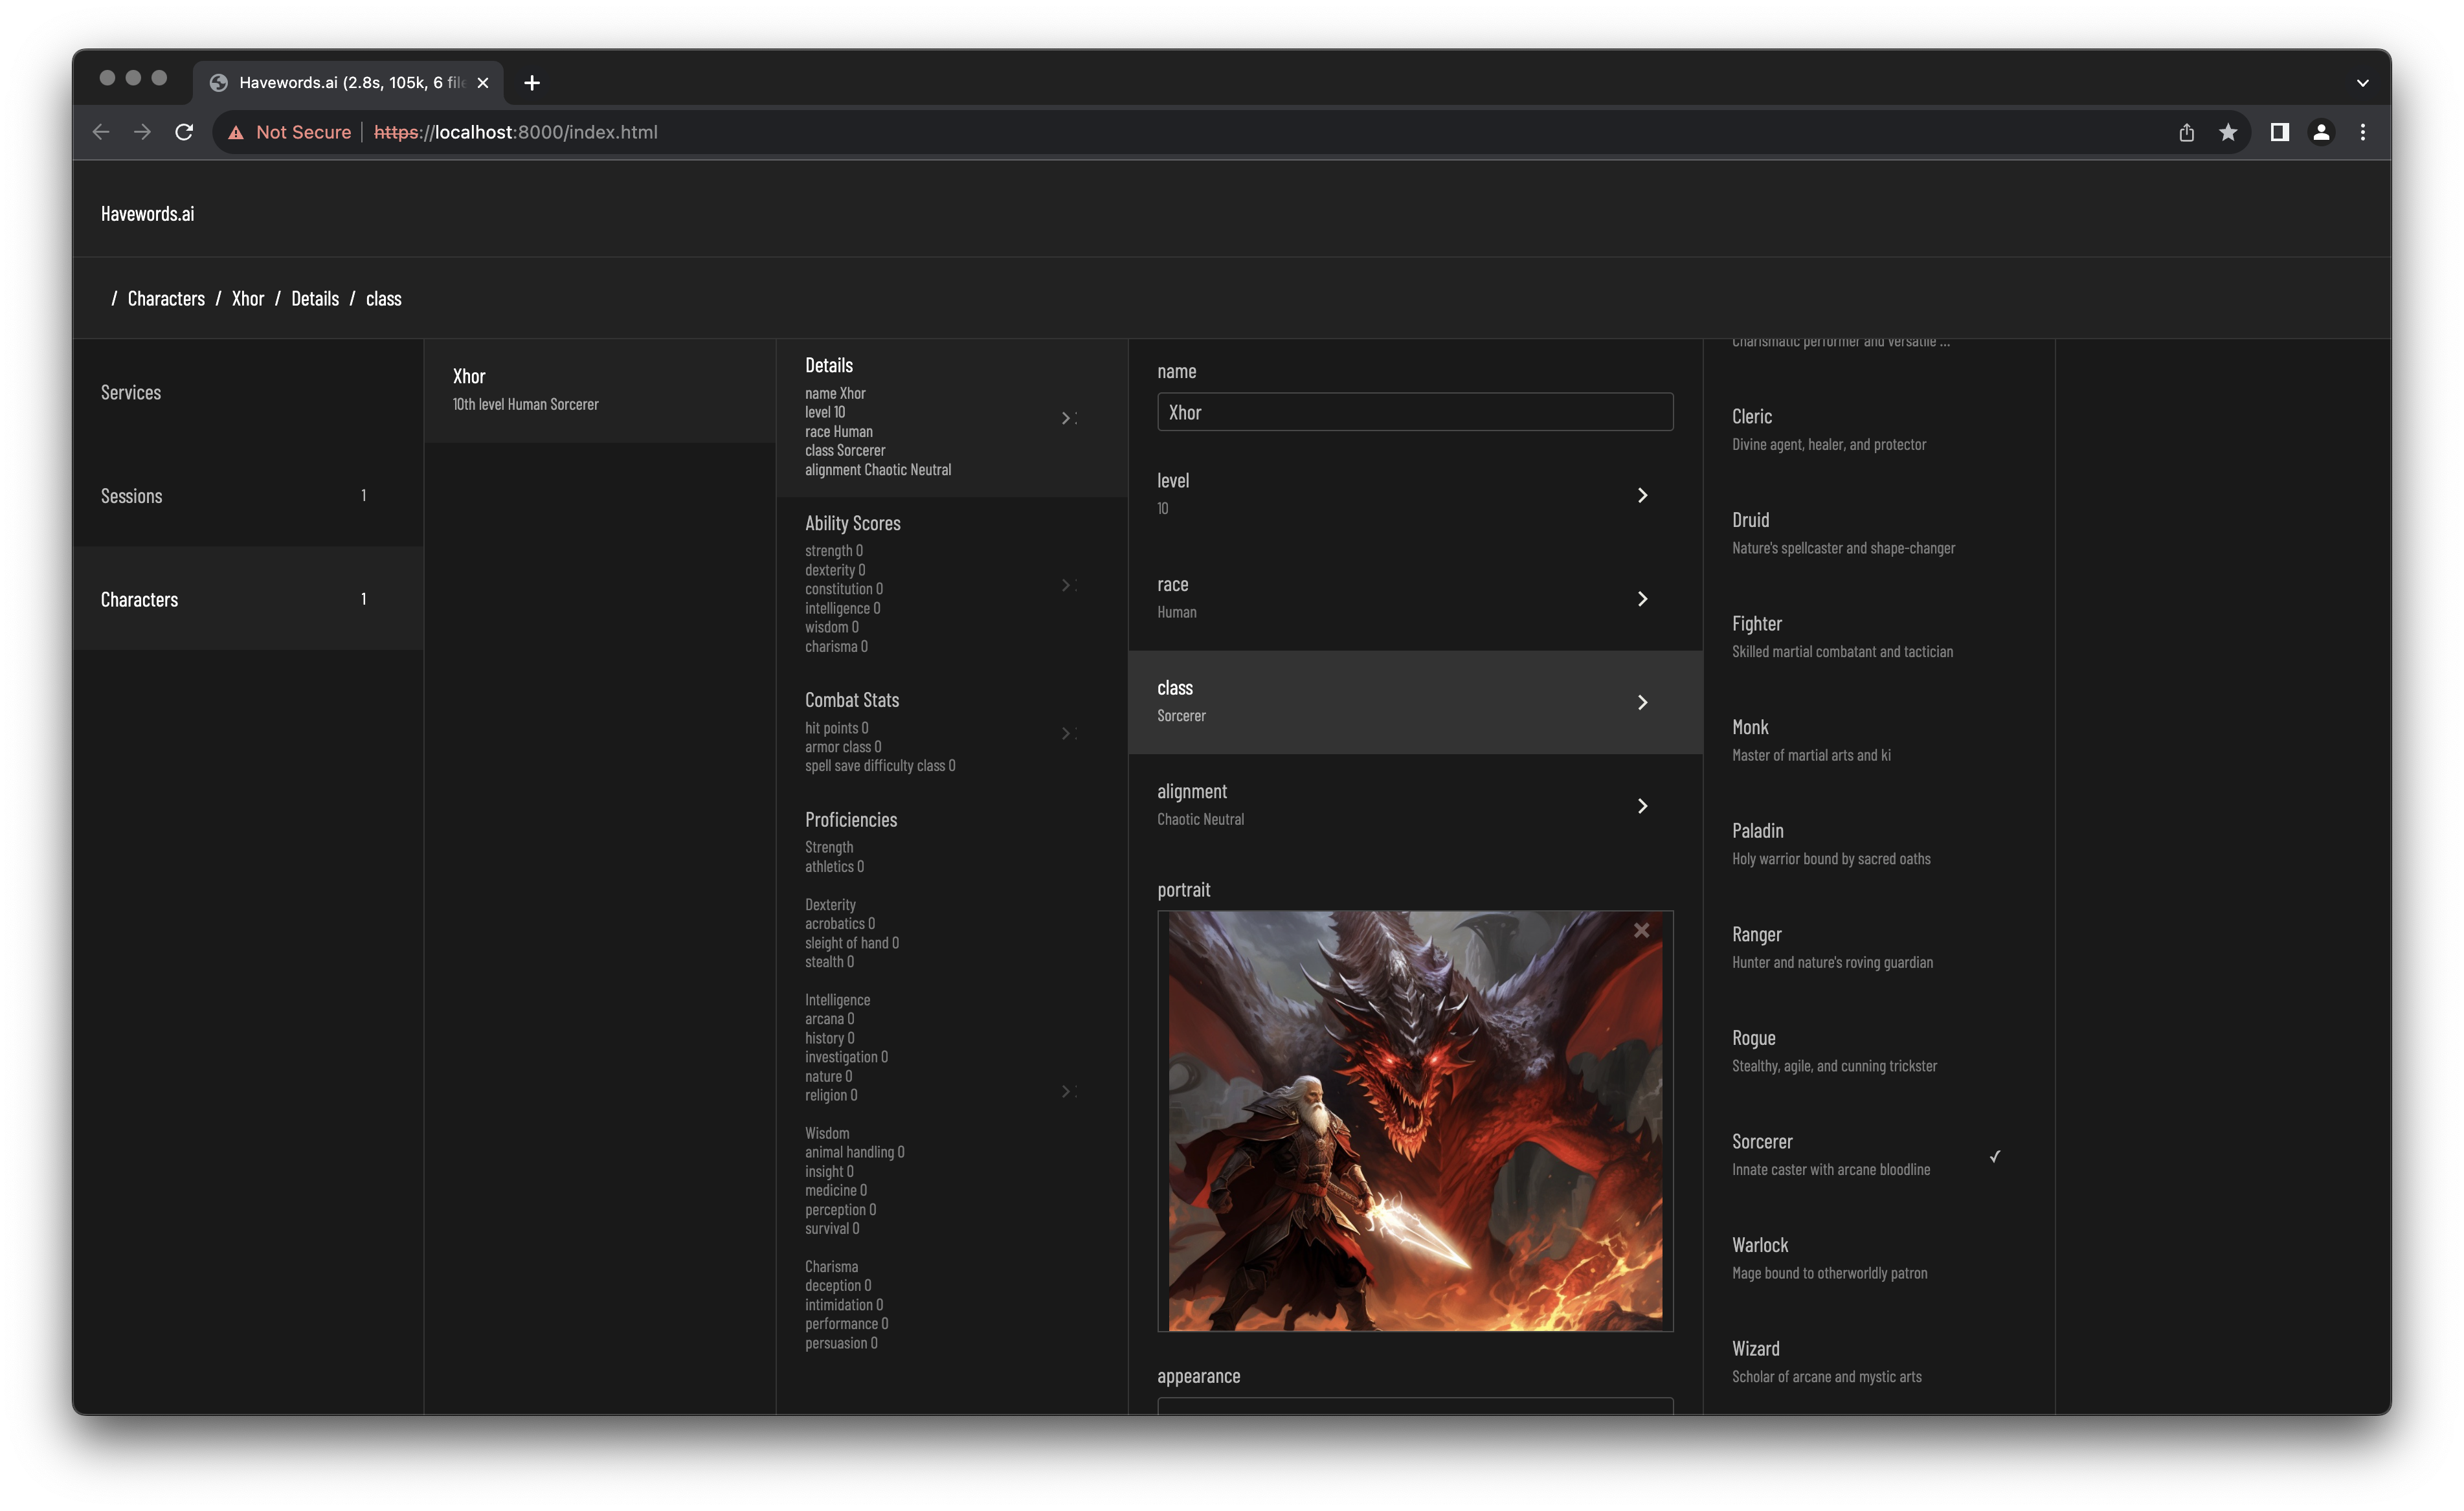 Havewords.ai (2.8s, 105k, 6 file
Not Secure
https://localhost:8000/index.html
Havewords.ai
/ Characters / Xhor / Details / class
Services
Sessions 1
Characters 1
Xhor
10th level Human Sorcerer
Details
name Xhor
level 10
race Human
class Sorcerer
alignment Chaotic Neutral
Ability Scores
strength 0
dexterity 0
constitution 0
intelligence 0
wisdom 0
charisma 0
Combat Stats
hit points 0
armor class 0
spell save difficulty class 0
Proficiencies
Strength
athletics 0
Dexterity
acrobatics 0
sleight of hand 0
stealth 0
Intelligence
arcana 0
history 0
investigation 0
nature 0
religion 0
Wisdom
animal handling 0
insight 0
medicine 0
perception 0
survival 0
Charisma
deception 0
intimidation 0
performance 0
persuasion 0
name
Xhor
level
10
race
Human
class
Sorcerer
alignment
Chaotic Neutral
portrait
appearance
Charismatic performer and versatile ...
Cleric
Divine agent, healer, and protector
Druid
Nature's spellcaster and shape-changer
Fighter
Skilled martial combatant and tactician
Monk
Master of martial arts and ki
Paladin
Holy warrior bound by sacred oaths
Ranger
Hunter and nature's roving guardian
Rogue
Stealthy, agile, and cunning trickster
Sorcerer ✓
Innate caster with arcane bloodline
Warlock
Mage bound to otherworldly patron
Wizard
Scholar of arcane and mystic arts